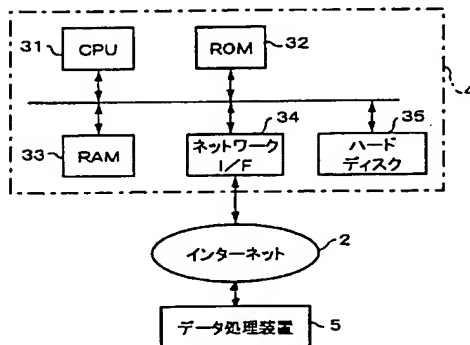 31
CPU
ROM
32
4
33
RAM
34
ネットワーク
I/F
35
ハード
ディスク
インターネット
2
データ処理装置
5